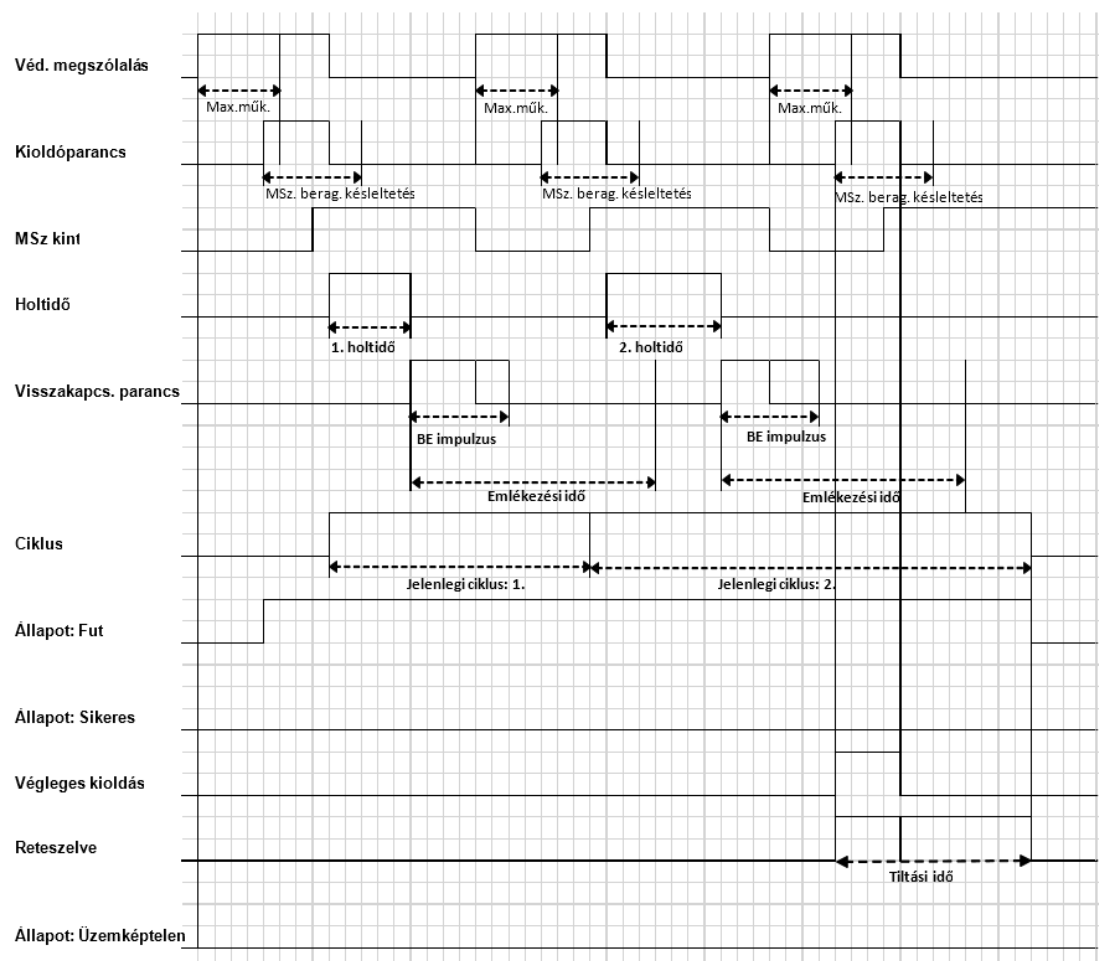 Véd. megszólalás
Max.műk.
Max.műk.
Max.műk.
Kioldóparancs
MSz. berag. késleltetés
MSz. berag. késleltetés
MSz. berag. késleltetés
MSz kint
Holtidő
1. holtidő
2. holtidő
Visszakapcs. parancs
BE impulzus
BE impulzus
Emlékezési idő
Emlékezési idő
Ciklus
Jelenlegi ciklus: 1.
Jelenlegi ciklus: 2.
Állapot: Fut
Állapot: Sikeres
Végleges kioldás
Reteszelve
Tiltási idő
Állapot: Üzemképtelen